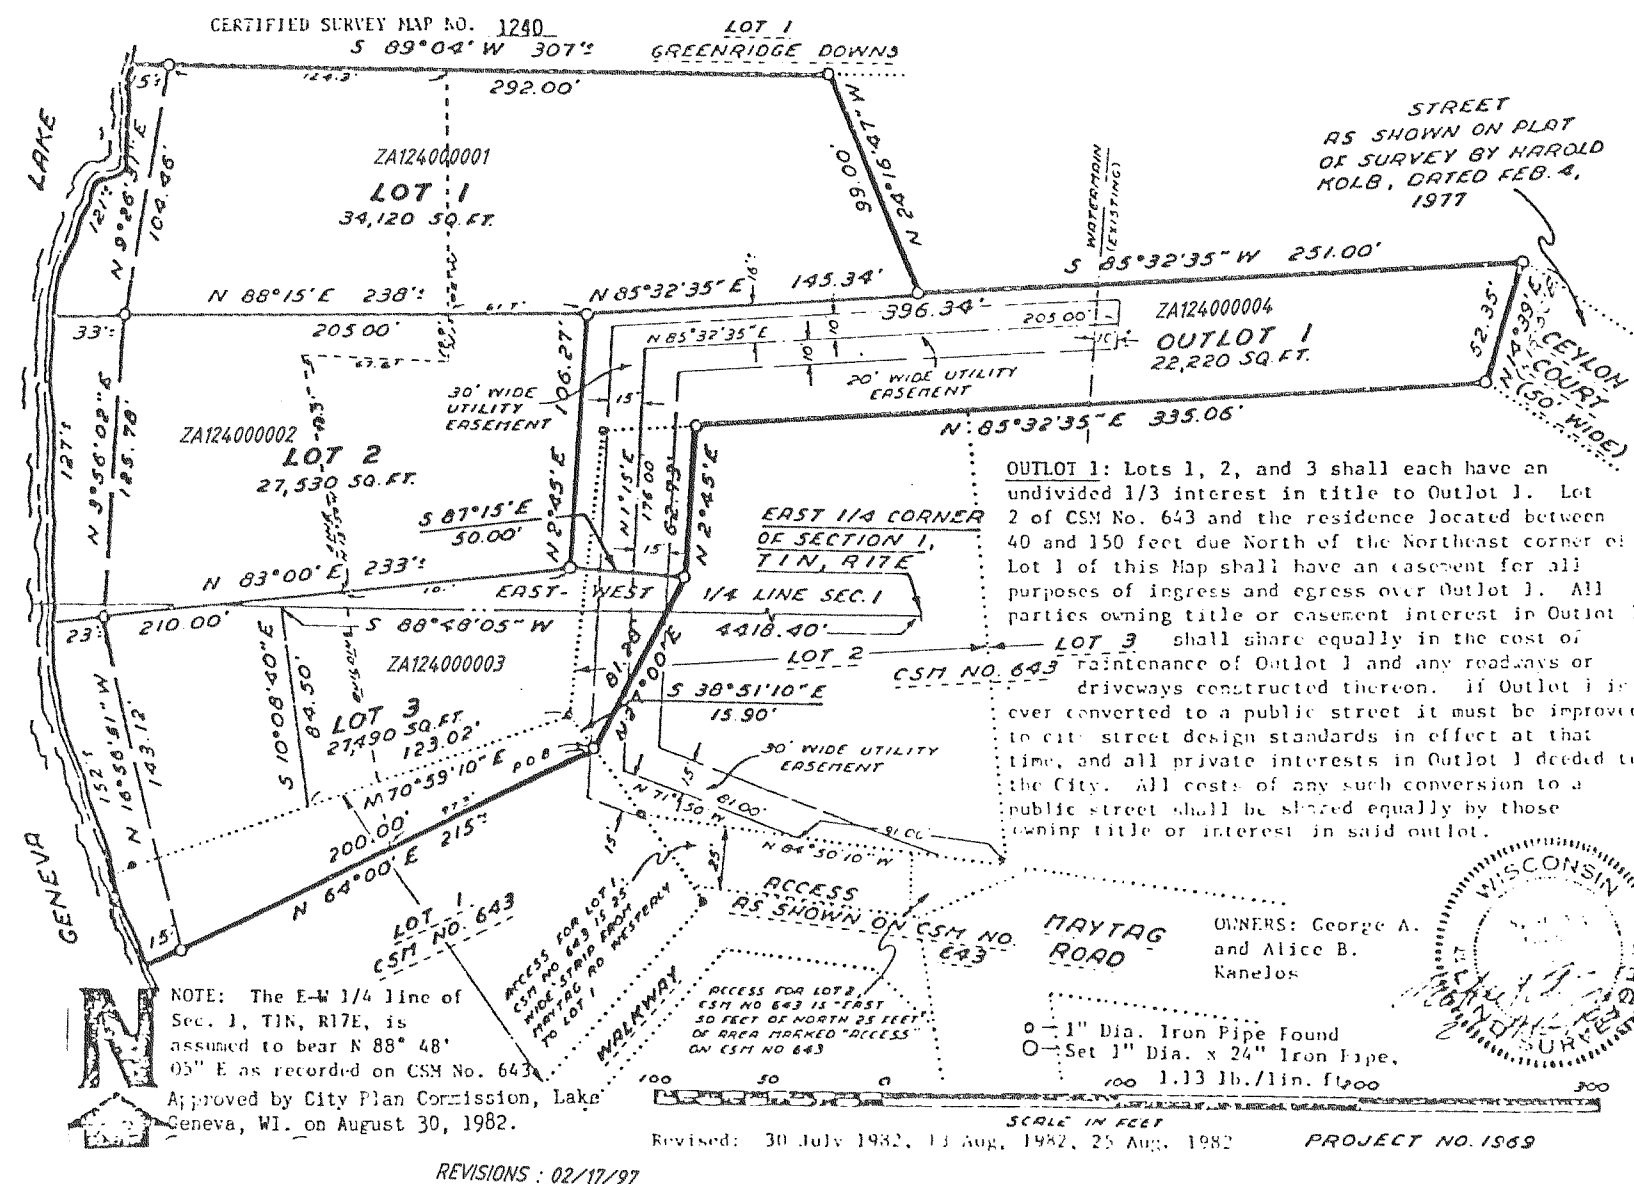 CERTIFIED SURVEY MAP NO. 1240
S 89°04' W 307'±
LOT 1
GREENRIDGE DOWNS
15'±
124.3'
292.00'
LAKE
121'±
N 9°26'31" E
104.46'
ZA124000001
LOT 1
34,120 SQ. FT.
99.00'
N 24°16'47" W
WATERMAIN
(EXISTING)
STREET
AS SHOWN ON PLAT
OF SURVEY BY HAROLD
KOLB, DATED FEB. 4,
1977
S 85°32'35" W 251.00'
N 88°15' E 238'±
N 85°32'35" E
145.34'
396.34'
33'±
205.00'
N 85°32'35" E
205.00'
10'
10'
ZA124000004
OUTLOT 1
22,220 SQ. FT.
52.35'
N 14°39' E
CEYLON
COURT
(50' WIDE)
30' WIDE
UTILITY
EASEMENT
106.27'
15'
20' WIDE UTILITY
EASEMENT
N 85°32'35" E 335.06'
ZA124000002
LOT 2
27,530 SQ. FT.
127'±
N 3°56'02" E
125.78'
S 87°15' E
50.00'
N 2°45' E
N 1°15' E
176.00'
62.93'
15'
N 2°45' E
EAST 1/4 CORNER
OF SECTION 1,
T1N, R17E
OUTLOT 1: Lots 1, 2, and 3 shall each have an
undivided 1/3 interest in title to Outlot 1. Lot
2 of CSM No. 643 and the residence located between
40 and 150 feet due North of the Northeast corner of
Lot 1 of this Map shall have an easement for all
purposes of ingress and egress over Outlot 1. All
parties owning title or easement interest in Outlot
shall share equally in the cost of
maintenance of Outlot 1 and any roadways or
driveways constructed thereon. If Outlot 1 is
ever converted to a public street it must be improved
to city street design standards in effect at that
time, and all private interests in Outlot 1 deeded to
the City. All costs of any such conversion to a
public street shall be shared equally by those
owning title or interest in said outlot.
N 83°00' E 233'±
EAST-WEST 1/4 LINE SEC. 1
23'±
210.00'
S 88°48'05" W
4418.40'
LOT 2
LOT 3
CSM NO. 643
S 10°08'40" E
84.50'
ZA124000003
LOT 3
27,490 SQ. FT.
123.02'
81.20'
N 27°00' E
S 38°51'10" E
15.90'
152'±
N 16°58'51" W
143.12'
N 70°59'10" E
POB
200.00'
N 64°00' E 215'±
15'
30' WIDE UTILITY
EASEMENT
15'
N 71°50' W
81.00'
15'
25'
N 84°50'10" W
GENEVA
LOT 1
CSM NO. 643
ACCESS FOR LOT 1,
CSM NO 643 IS 25'
WIDE STRIP FROM
MAYTAG RD WESTERLY
TO LOT 1
WALKWAY
ACCESS
AS SHOWN ON CSM NO.
643
ACCESS FOR LOT 2,
CSM NO 643 IS "EAST
50 FEET OF NORTH 25 FEET"
OF AREA MARKED "ACCESS"
ON CSM NO 643
MAYTAG
ROAD
OWNERS: George A.
and Alice B.
Kanelos
WISCONSIN
N
NOTE: The E-W 1/4 line of
Sec. 1, T1N, R17E, is
assumed to bear N 88° 48'
05" E as recorded on CSM No. 643
Approved by City Plan Commission, Lake
Geneva, WI. on August 30, 1982.
1" Dia. Iron Pipe Found
Set 1" Dia. x 24" Iron Pipe,
1.13 lb./lin. ft.
100 50 0 100 200 300
SCALE IN FEET
Revised: 30 July 1982, 13 Aug. 1982, 25 Aug. 1982
PROJECT NO. 1969
REVISIONS : 02/17/97